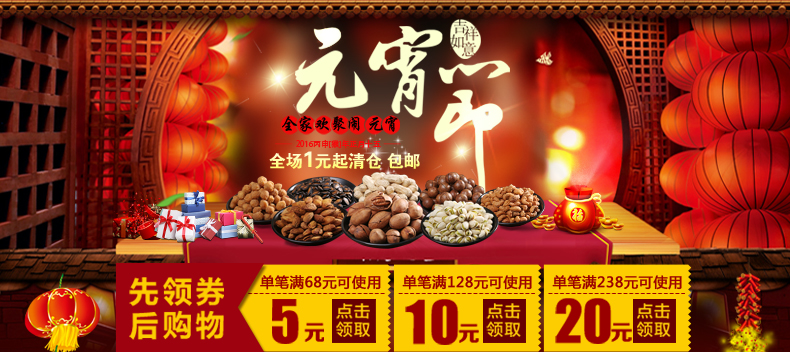 元宵心印
吉祥如意
全家欢聚闹元宵
全场1元起清仓 包邮
福
先领券
后购物
单笔满68元可使用
5元
点击
领取
单笔满128元可使用
10元
点击
领取
单笔满238元可使用
20元
点击
领取